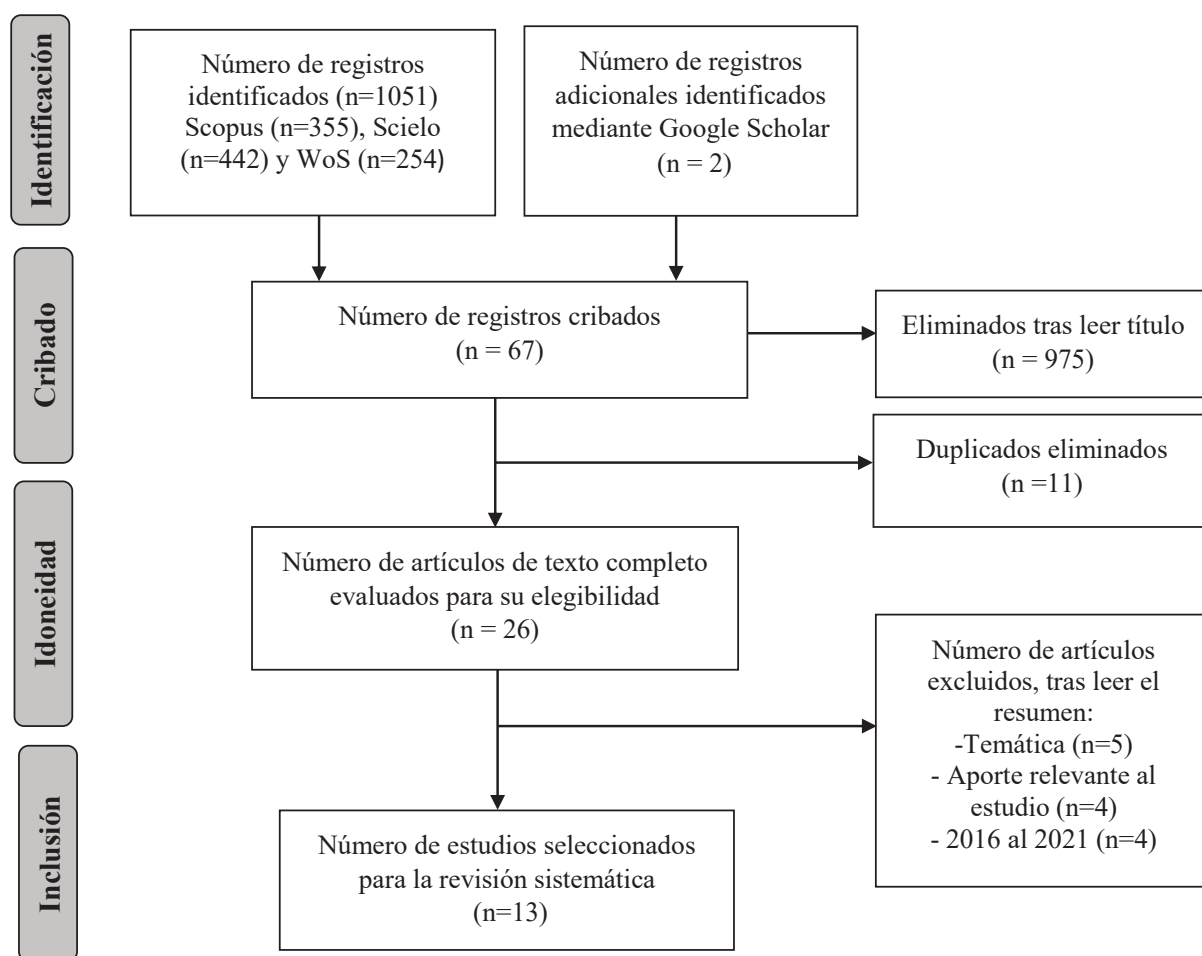 Identificación
Número de registros
identificados (n=1051)
Scopus (n=355), Scielo
(n=442) y WoS (n=254)
Número de registros
adicionales identificados
mediante Google Scholar
(n = 2)
Cribado
Número de registros cribados
(n = 67)
Eliminados tras leer título
(n = 975)
Duplicados eliminados
(n =11)
Idoneidad
Número de artículos de texto completo
evaluados para su elegibilidad
(n = 26)
Número de artículos
excluidos, tras leer el
resumen:
-Temática (n=5)
- Aporte relevante al
estudio (n=4)
- 2016 al 2021 (n=4)
Inclusión
Número de estudios seleccionados
para la revisión sistemática
(n=13)